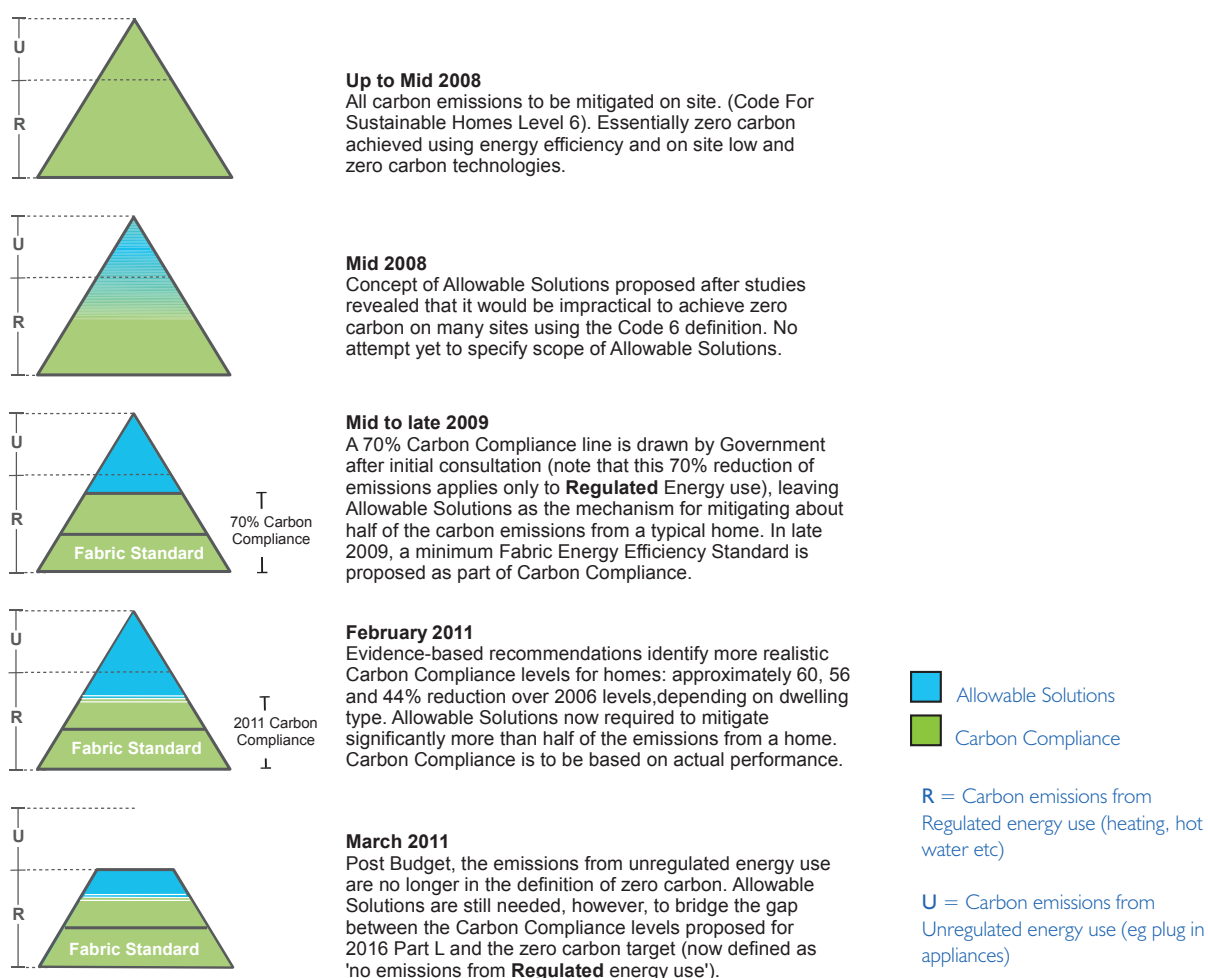 U
R
Up to Mid 2008
All carbon emissions to be mitigated on site. (Code For
Sustainable Homes Level 6). Essentially zero carbon
achieved using energy efficiency and on site low and
zero carbon technologies.
U
R
Mid 2008
Concept of Allowable Solutions proposed after studies
revealed that it would be impractical to achieve zero
carbon on many sites using the Code 6 definition. No
attempt yet to specify scope of Allowable Solutions.
U
R
Fabric Standard
70% Carbon
Compliance
Mid to late 2009
A 70% Carbon Compliance line is drawn by Government
after initial consultation (note that this 70% reduction of
emissions applies only to Regulated Energy use), leaving
Allowable Solutions as the mechanism for mitigating about
half of the carbon emissions from a typical home. In late
2009, a minimum Fabric Energy Efficiency Standard is
proposed as part of Carbon Compliance.
U
R
Fabric Standard
2011 Carbon
Compliance
February 2011
Evidence-based recommendations identify more realistic
Carbon Compliance levels for homes: approximately 60, 56
and 44% reduction over 2006 levels,depending on dwelling
type. Allowable Solutions now required to mitigate
significantly more than half of the emissions from a home.
Carbon Compliance is to be based on actual performance.
U
R
Fabric Standard
March 2011
Post Budget, the emissions from unregulated energy use
are no longer in the definition of zero carbon. Allowable
Solutions are still needed, however, to bridge the gap
between the Carbon Compliance levels proposed for
2016 Part L and the zero carbon target (now defined as
'no emissions from Regulated energy use').
Allowable Solutions
Carbon Compliance
R = Carbon emissions from
Regulated energy use (heating, hot
water etc)
U = Carbon emissions from
Unregulated energy use (eg plug in
appliances)